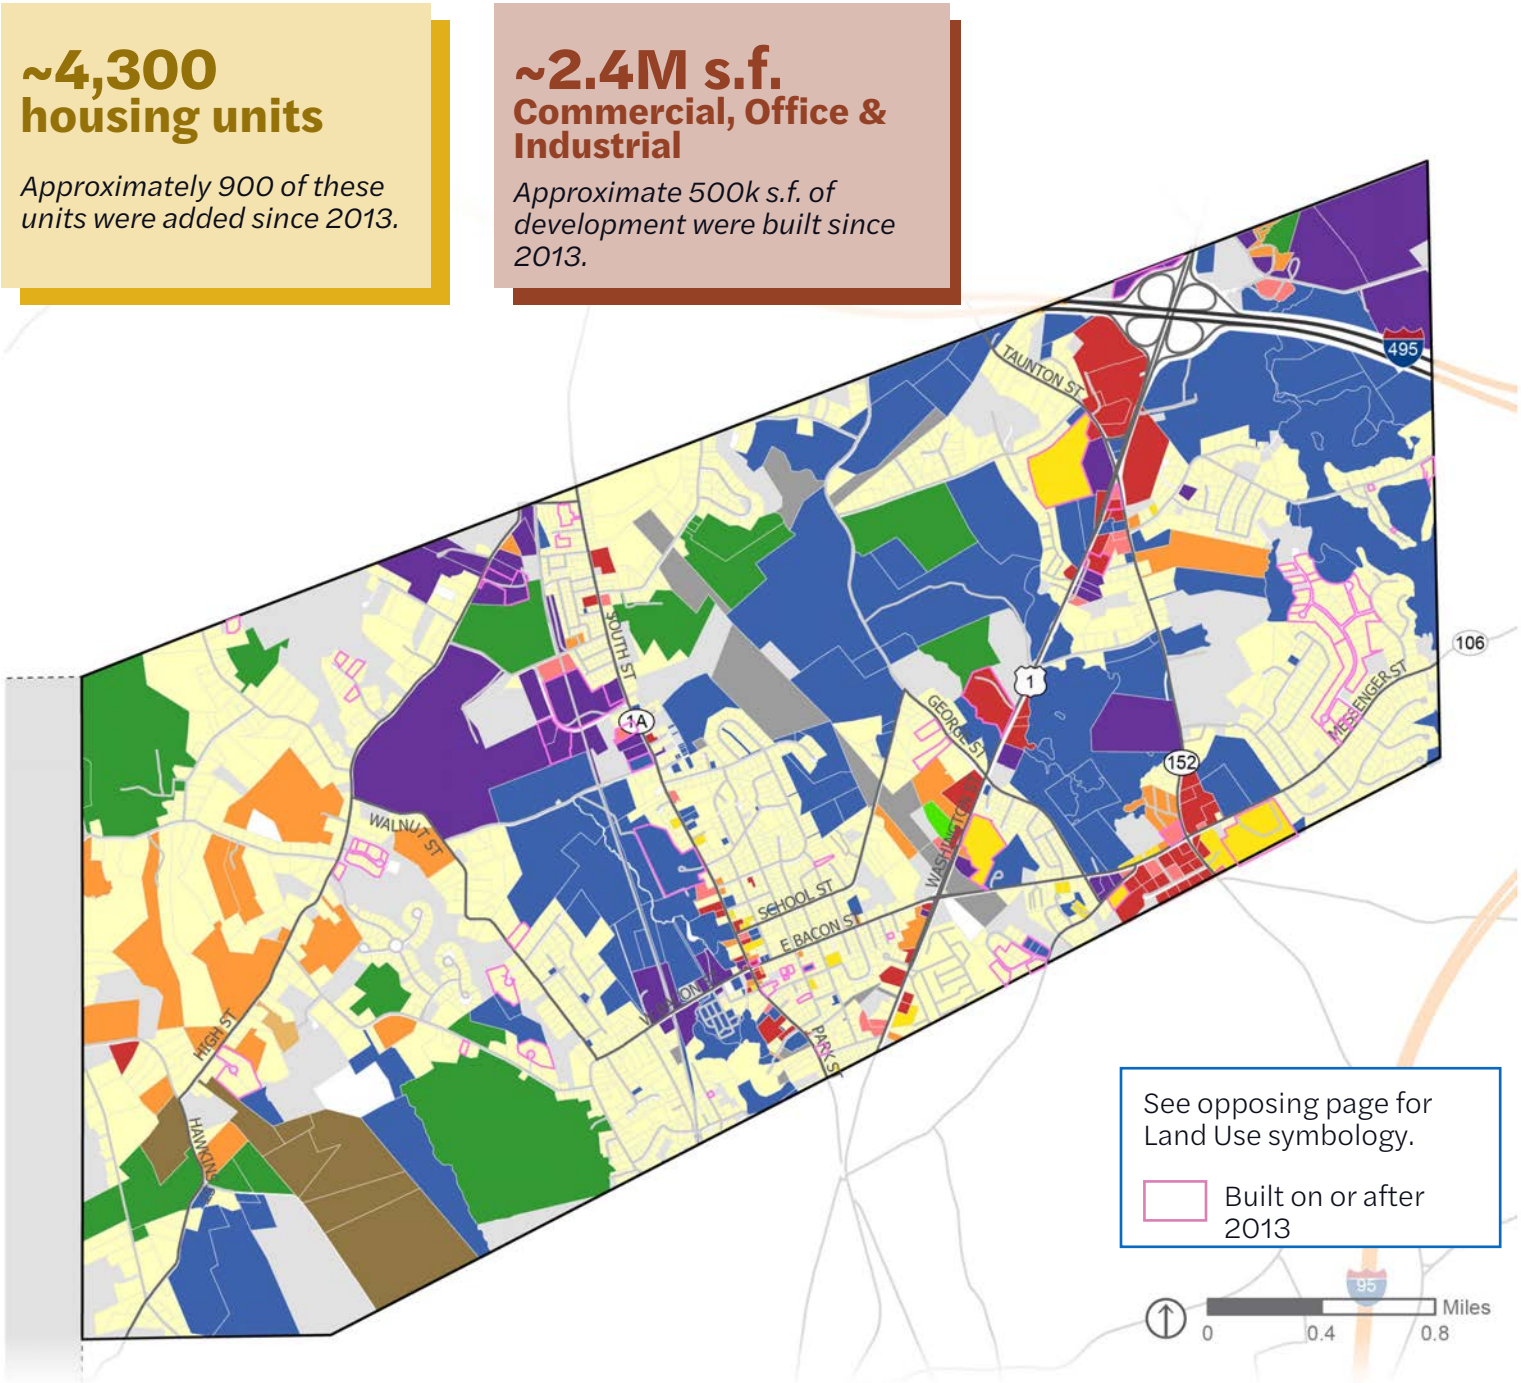 ~4,300
housing units
Approximately 900 of these
units were added since 2013.
~2.4M s.f.
Commercial, Office &
Industrial
Approximate 500k s.f. of
development were built since
2013.
495
TAUNTON ST
SOUTH ST
106
1
1A
MESSENGER ST
GEORGE ST
152
WALNUT ST
WASHINGTON ST
SCHOOL ST
E BACON ST
HIGH ST
PARK ST
HAWKINS
See opposing page for
Land Use symbology.
Built on or after
2013
95
Miles
0 0.4 0.8